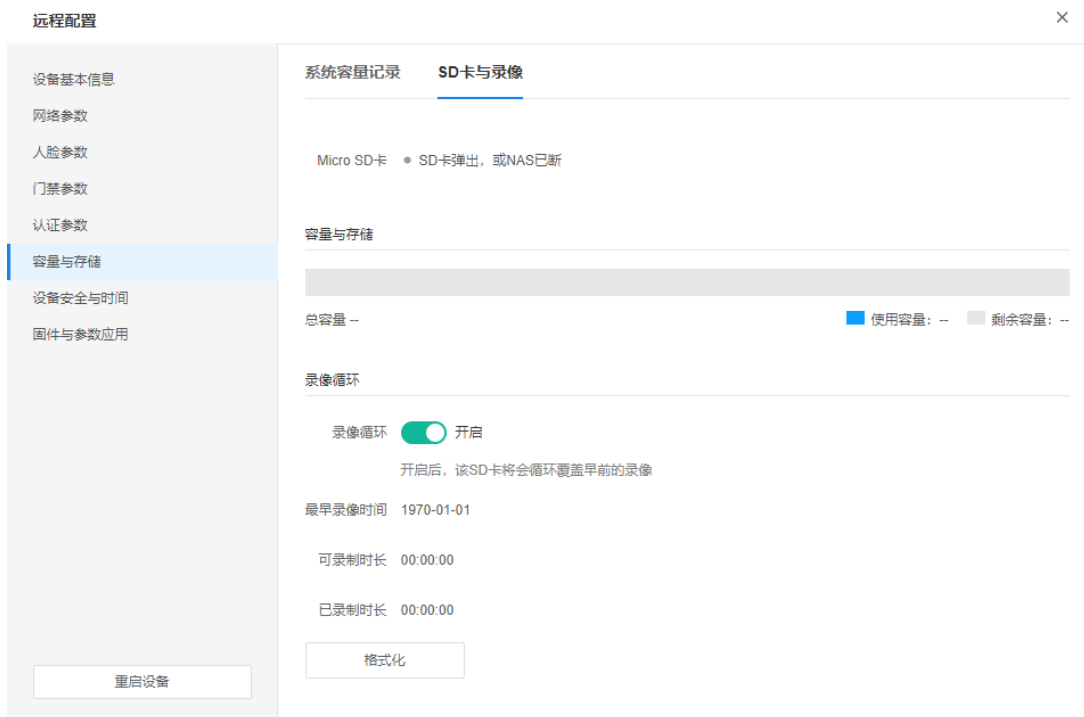 远程配置
设备基本信息
网络参数
人脸参数
门禁参数
认证参数
容量与存储
设备安全与时间
固件与参数应用
重启设备
系统容量记录 SD卡与录像
Micro SD卡 SD卡弹出，或NAS已断
容量与存储
总容量 -- 使用容量：-- 剩余容量：--
录像循环
录像循环 开启
开启后，该SD卡将会循环覆盖早前的录像
最早录像时间 1970-01-01
可录制时长 00:00:00
已录制时长 00:00:00
格式化